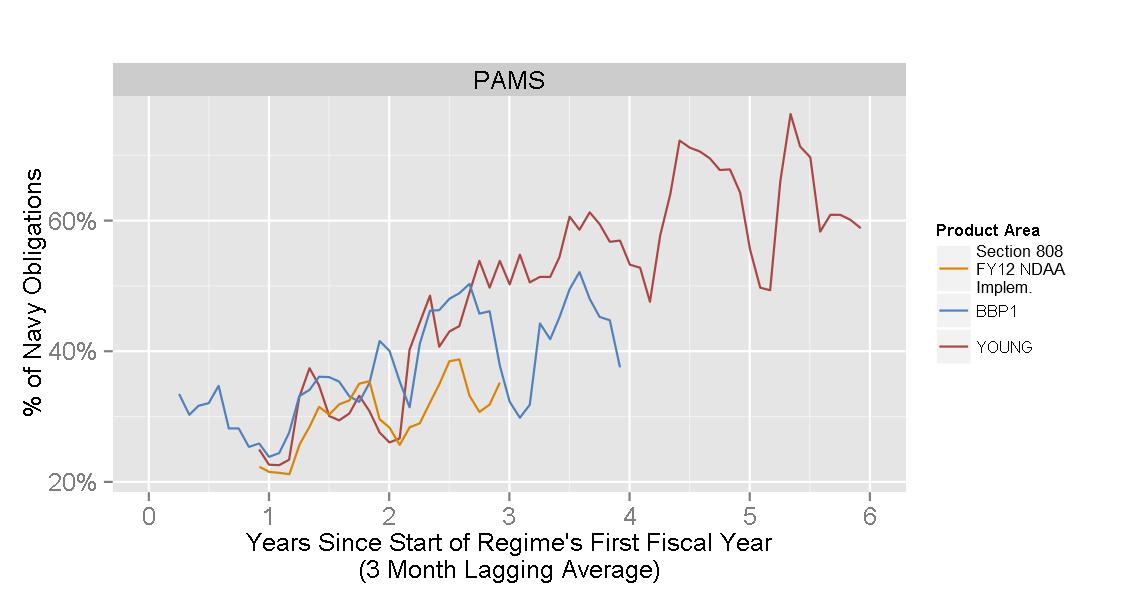 PAMS
% of Navy Obligations
60%
40%
20%
0 1 2 3 4 5 6
Years Since Start of Regime's First Fiscal Year
(3 Month Lagging Average)
Product Area
Section 808
FY12 NDAA
Implem.
BBP1
YOUNG